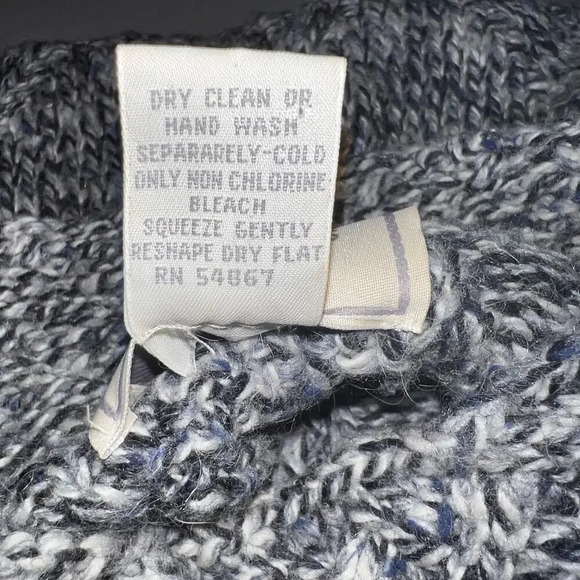 DRY CLEAN OR
HAND WASH
SEPARARELY-COLD
ONLY NON CHLORINE
BLEACH
SQUEEZE GENTLY
RESHAPE DRY FLAT
RN 54867